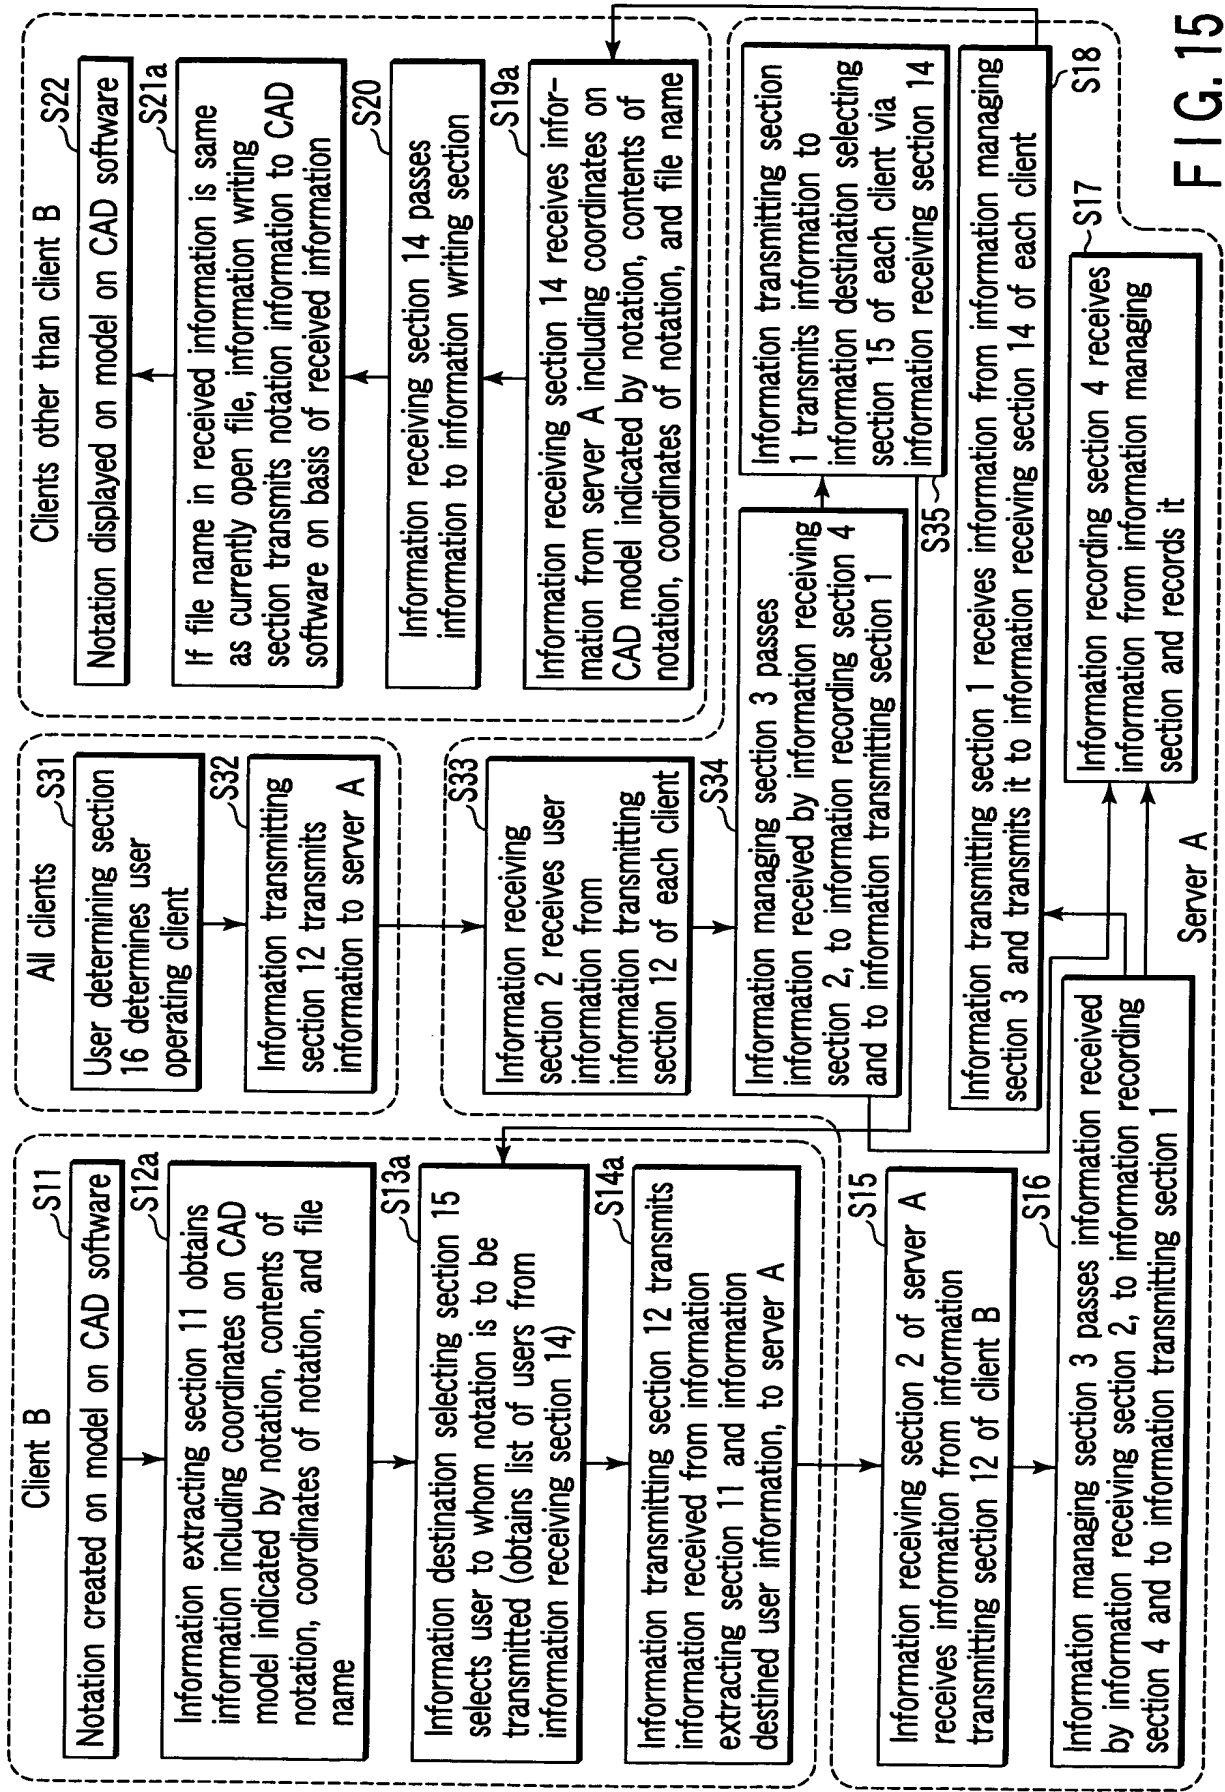 Client B
S11
Notation created on model on CAD software
S12a
Information extracting section 11 obtains
information including coordinates on CAD
model indicated by notation, contents of
notation, coordinates of notation, and file
name
S13a
Information destination selecting section 15
selects user to whom notation is to be
transmitted (obtains list of users from
information receiving section 14)
S14a
Information transmitting section 12 transmits
information received from information
extracting section 11 and information
destined user information, to server A
S15
Information receiving section 2 of server A
receives information from information
transmitting section 12 of client B
S16
Information managing section 3 passes information received
by information receiving section 2, to information recording
section 4 and to information transmitting section 1
All clients
S31
User determining section
16 determines user
operating client
S32
Information transmitting
section 12 transmits
information to server A
S33
Information receiving
section 2 receives user
information from
information transmitting
section 12 of each client
S34
Information managing section 3 passes
information received by information receiving
section 2, to information recording section 4
and to information transmitting section 1
S35
Information transmitting section
1 transmits information to
information destination selecting
section 15 of each client via
information receiving section 14
Information transmitting section 1 receives information from information managing
section 3 and transmits it to information receiving section 14 of each client
S18
S17
Information recording section 4 receives
information from information managing
section and records it
Server A
Clients other than client B
S22
Notation displayed on model on CAD software
S21a
If file name in received information is same
as currently open file, information writing
section transmits notation information to CAD
software on basis of received information
S20
Information receiving section 14 passes
information to information writing section
S19a
Information receiving section 14 receives infor-
mation from server A including coordinates on
CAD model indicated by notation, contents of
notation, coordinates of notation, and file name
FIG. 15